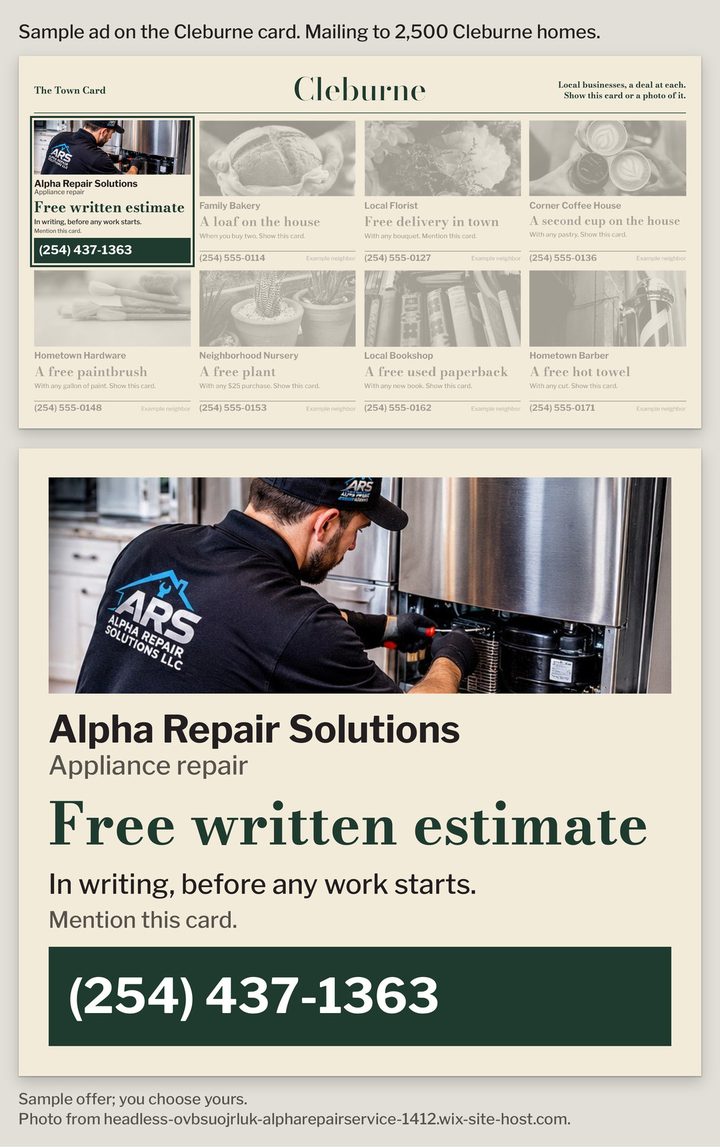 Sample ad on the Cleburne card. Mailing to 2,500 Cleburne homes.
The Town Card
Cleburne
Local businesses, a deal at each.
Show this card or a photo of it.
ARS
Alpha Repair Solutions
Appliance repair
Free written estimate
In writing, before any work starts.
Mention this card.
(254) 437-1363
Family Bakery
A loaf on the house
When you buy two. Show this card.
(254) 555-0114
Example neighbor
Local Florist
Free delivery in town
With any bouquet. Mention this card.
(254) 555-0127
Example neighbor
Corner Coffee House
A second cup on the house
With any pastry. Show this card.
(254) 555-0136
Example neighbor
Hometown Hardware
A free paintbrush
With any gallon of paint. Show this card.
(254) 555-0148
Example neighbor
Neighborhood Nursery
A free plant
With any $25 purchase. Show this card.
(254) 555-0153
Example neighbor
Local Bookshop
A free used paperback
With any new book. Show this card.
(254) 555-0162
Example neighbor
Hometown Barber
A free hot towel
With any cut. Show this card.
(254) 555-0171
Example neighbor
ARS
ARS
ALPHA REPAIR
SOLUTIONS LLC
Alpha Repair Solutions
Appliance repair
Free written estimate
In writing, before any work starts.
Mention this card.
(254) 437-1363
Sample offer; you choose yours.
Photo from headless-ovbsuojrluk-alpharepairservice-1412.wix-site-host.com.